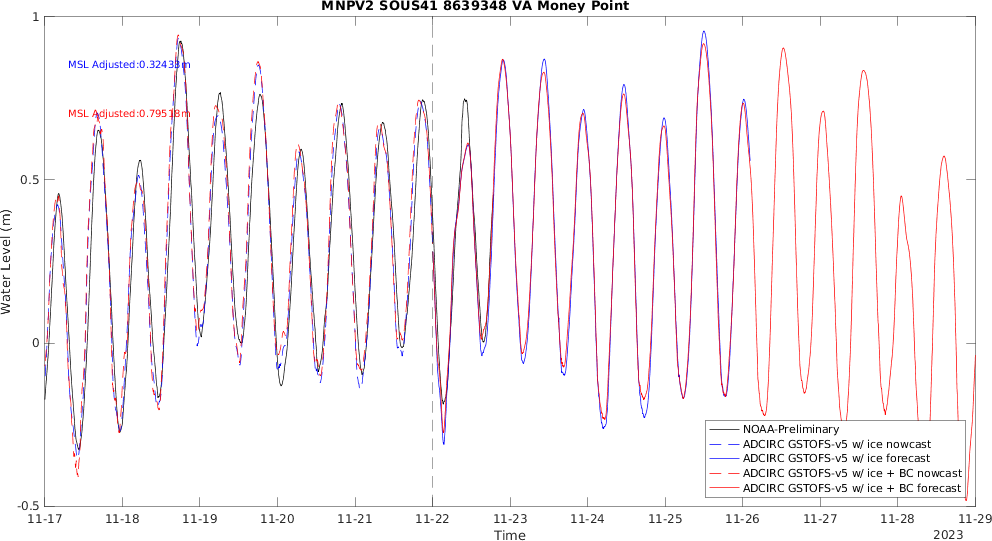 MNPV2 SOUS41 8639348 VA Money Point
MSL Adjusted:0.32433m
MSL Adjusted:0.79518m
Water Level (m)
1
0.5
0
-0.5
NOAA-Preliminary
ADCIRC GSTOFS-v5 w/ ice nowcast
ADCIRC GSTOFS-v5 w/ ice forecast
ADCIRC GSTOFS-v5 w/ ice + BC nowcast
ADCIRC GSTOFS-v5 w/ ice + BC forecast
11-17 11-18 11-19 11-20 11-21 11-22 11-23 11-24 11-25 11-26 11-27 11-28 11-29
Time
2023